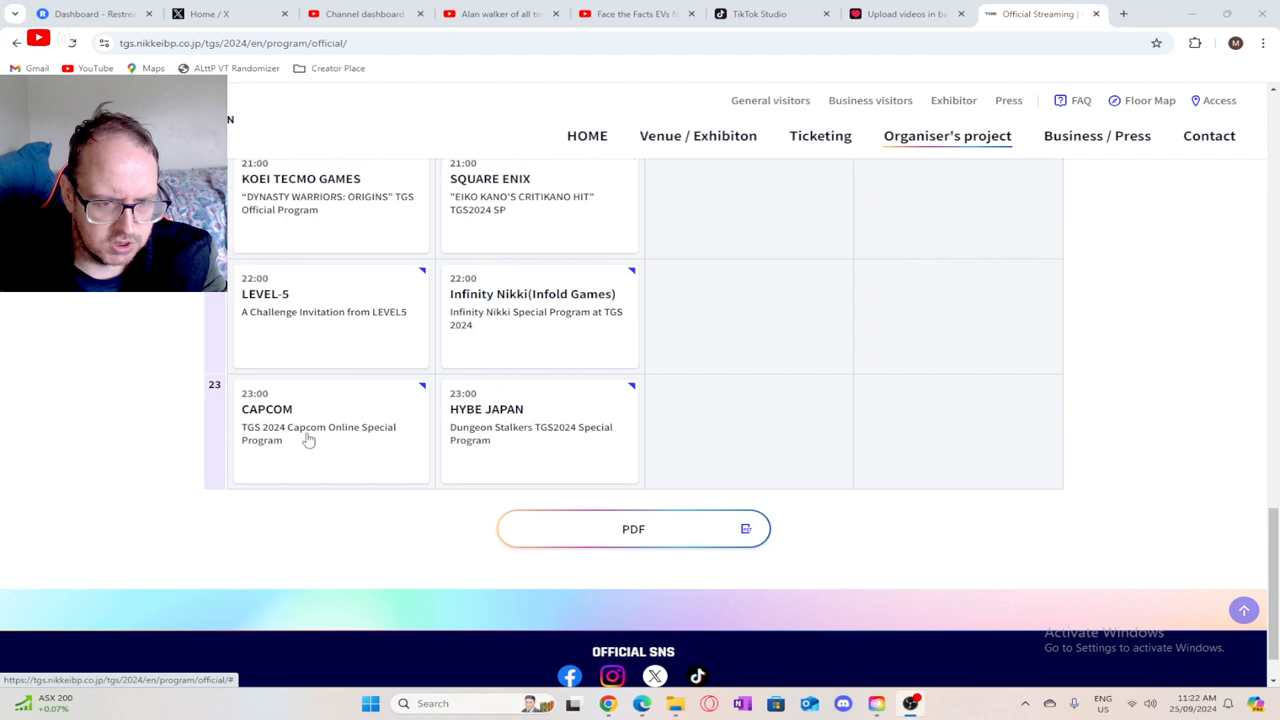 Dashboard - Restrea
Home / X
Channel dashboard
Alan walker of all tim
Face the Facts EVs N
TikTok Studio
Upload videos in ba
Official Streaming |
tgs.nikkeibp.co.jp/tgs/2024/en/program/official/
M
Gmail
YouTube
Maps
ALttP VT Randomizer
Creator Place
General visitors
Business visitors
Exhibitor
Press
FAQ
Floor Map
Access
N
HOME
Venue / Exhibiton
Ticketing
Organiser's project
Business / Press
Contact
21:00
KOEI TECMO GAMES
“DYNASTY WARRIORS: ORIGINS” TGS
Official Program
21:00
SQUARE ENIX
"EIKO KANO'S CRITIKANO HIT"
TGS2024 SP
22:00
LEVEL-5
A Challenge Invitation from LEVEL5
22:00
Infinity Nikki(Infold Games)
Infinity Nikki Special Program at TGS
2024
23
23:00
CAPCOM
TGS 2024 Capcom Online Special
Program
23:00
HYBE JAPAN
Dungeon Stalkers TGS2024 Special
Program
PDF
Activate Windows
Go to Settings to activate Windows.
OFFICIAL SNS
https://tgs.nikkeibp.co.jp/tgs/2024/en/program/official/#
ASX 200
+0.07%
Search
ENG
US
11:22 AM
25/09/2024